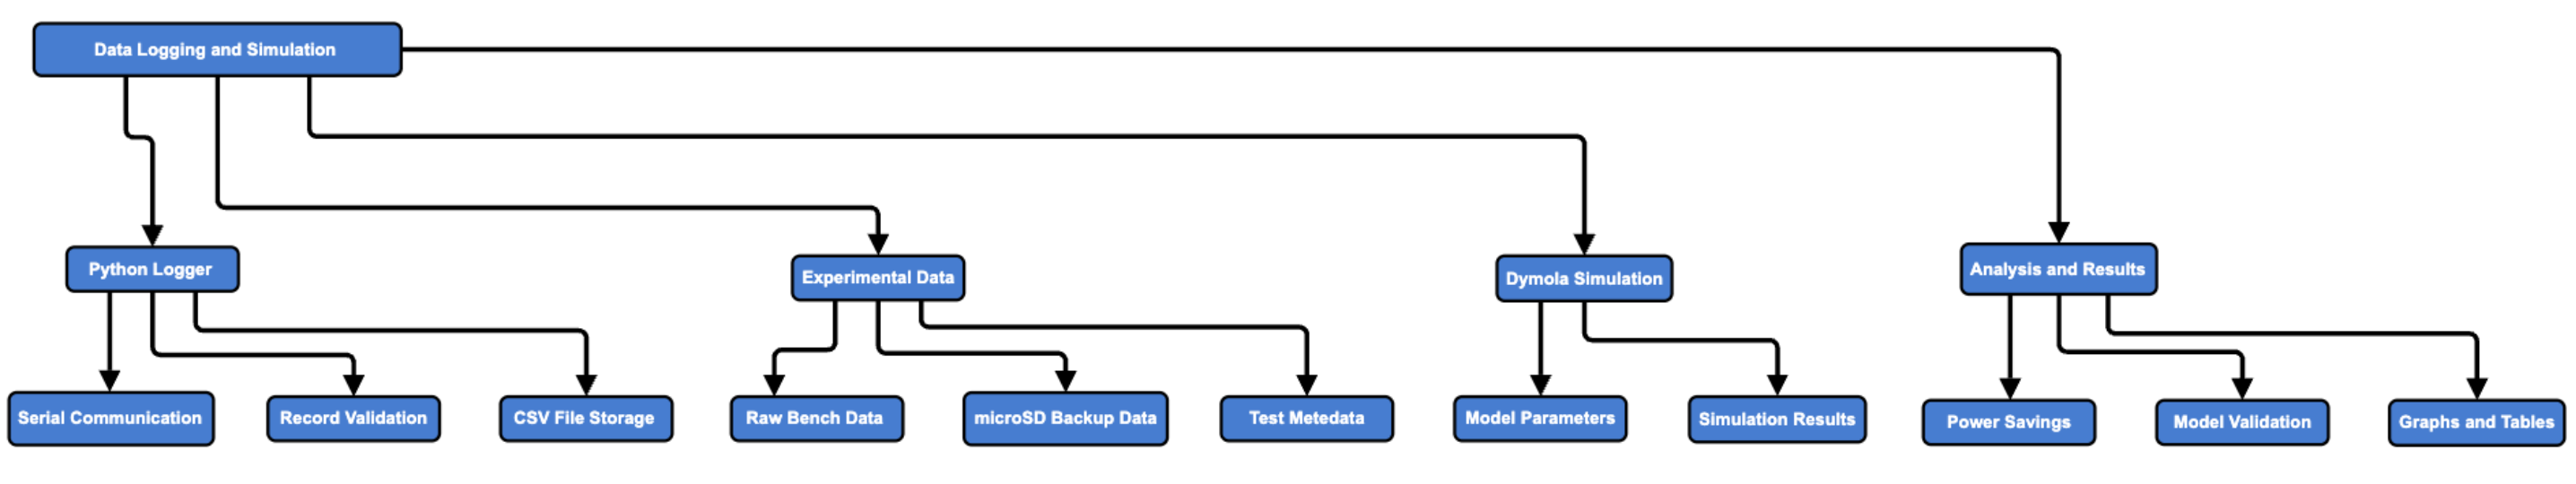 Data Logging and Simulation
Python Logger
Experimental Data
Dymola Simulation
Analysis and Results
Serial Communication
Record Validation
CSV File Storage
Raw Bench Data
microSD Backup Data
Test Metedata
Model Parameters
Simulation Results
Power Savings
Model Validation
Graphs and Tables